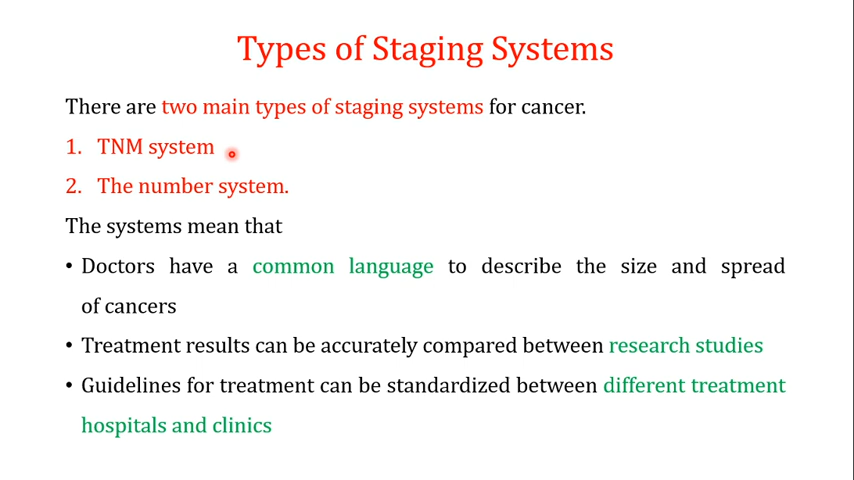 Types of Staging Systems
There are two main types of staging systems for cancer.
1. TNM system
2. The number system.
The systems mean that
• Doctors have a common language to describe the size and spread
of cancers
• Treatment results can be accurately compared between research studies
• Guidelines for treatment can be standardized between different treatment
hospitals and clinics